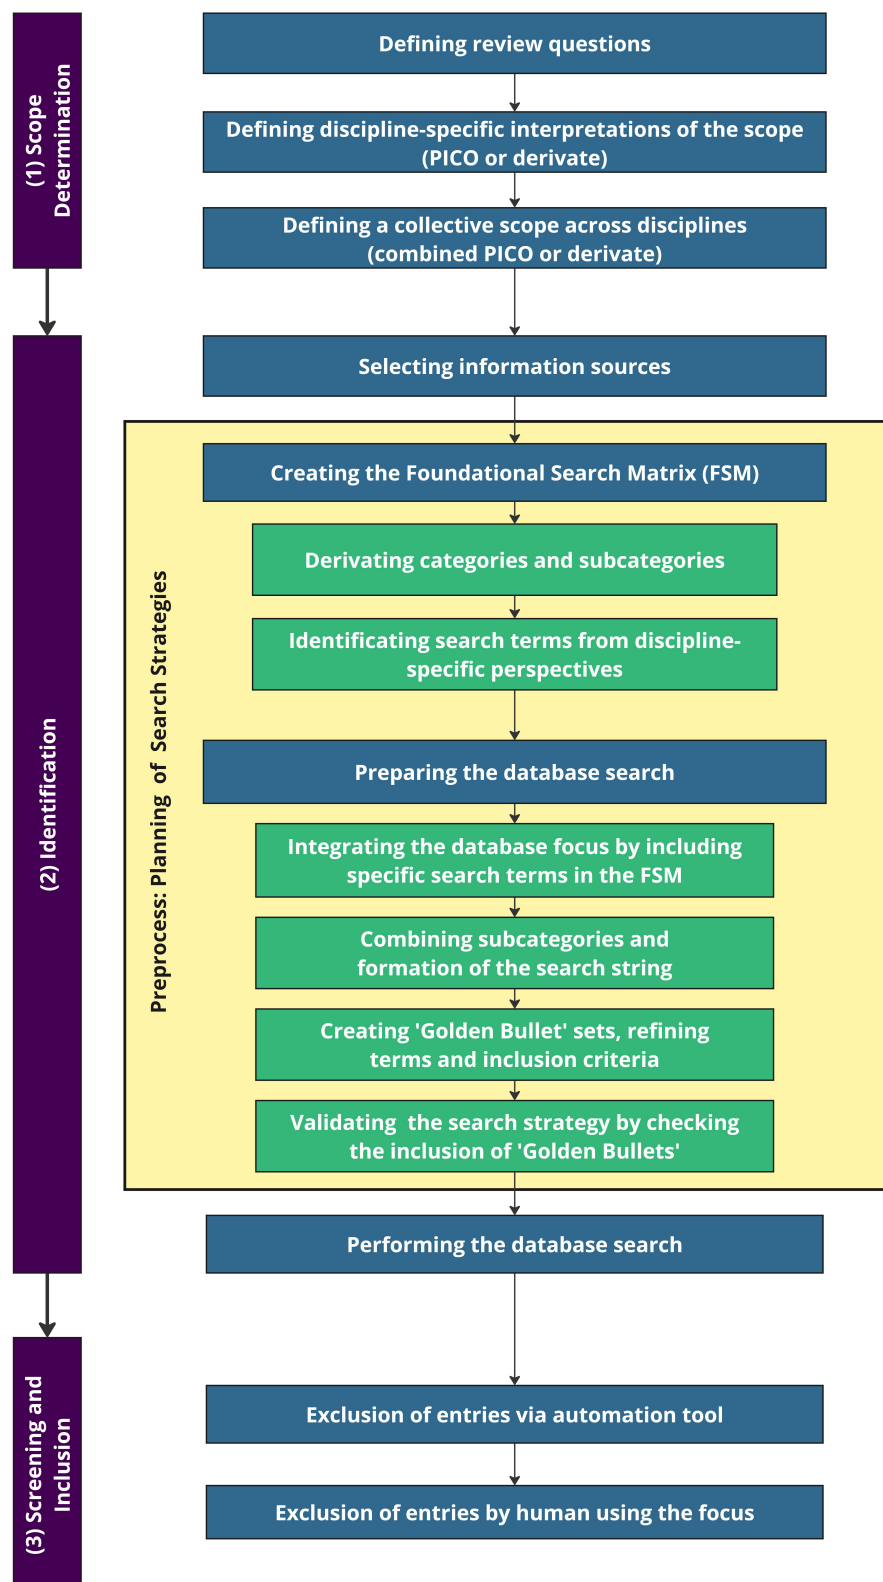 (1) Scope
Determination
Defining review questions
Defining discipline-specific interpretations of the scope
(PICO or derivate)
Defining a collective scope across disciplines
(combined PICO or derivate)
(2) Identification
Selecting information sources
Preprocess: Planning of Search Strategies
Creating the Foundational Search Matrix (FSM)
Derivating categories and subcategories
Identificating search terms from discipline-
specific perspectives
Preparing the database search
Integrating the database focus by including
specific search terms in the FSM
Combining subcategories and
formation of the search string
Creating 'Golden Bullet' sets, refining
terms and inclusion criteria
Validating the search strategy by checking
the inclusion of 'Golden Bullets'
Performing the database search
(3) Screening and
Inclusion
Exclusion of entries via automation tool
Exclusion of entries by human using the focus